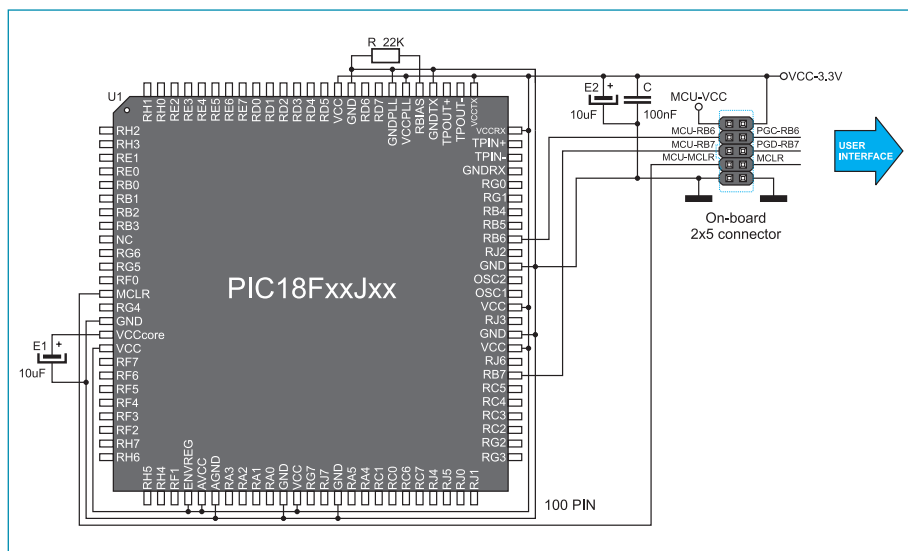 R 22K
U1
RH1
RH0
RE2
RE3
RE4
RE5
RE6
RE7
RD0
RD1
RD2
RD3
RD4
RD5
VCC
GND
RD6
RD7
GNDPLL
VCCPLL
RBIAS
GNDTX
TPOUT+
TPOUT-
VCCTX
VCC-3,3V
E2
+
10uF
C
100nF
MCU-VCC
MCU-RB6
PGC-RB6
MCU-RB7
PGD-RB7
MCU-MCLR
MCLR
USER
INTERFACE
On-board
2x5 connector
RH2
RH3
RE1
RE0
RB0
RB1
RB2
RB3
NC
RG6
RG5
RF0
MCLR
RG4
GND
VCCcore
VCC
RF7
RF6
RF5
RF4
RF3
RF2
RH7
RH6
PIC18FxxJxx
VCCRX
TPIN+
TPIN-
GNDRX
RG0
RG1
RB4
RB5
RB6
RJ2
GND
OSC2
OSC1
VCC
RJ3
GND
VCC
RJ6
RB7
RC5
RC4
RC3
RC2
RG2
RG3
E1
+
10uF
RH5
RH4
RF1
ENVREG
AVCC
AGND
RA3
RA2
RA1
RA0
GND
VCC
RG7
RJ7
GND
RA5
RA4
RC1
RC0
RC6
RC7
RJ4
RJ5
RJ0
RJ1
100 PIN